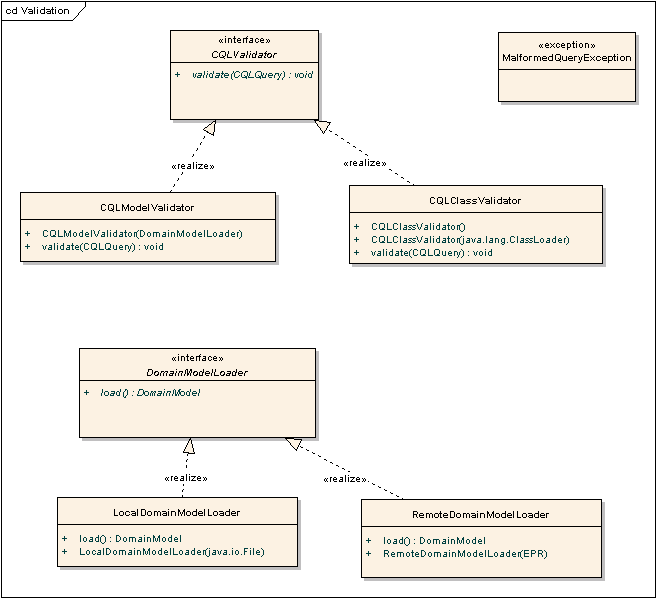 cd Validation
«interface»
CQLValidator
+ validate(CQLQuery) : void
«exception»
MalformedQueryException
«realize»
«realize»
CQLModelValidator
+ CQLModelValidator(DomainModelLoader)
+ validate(CQLQuery) : void
CQLClassValidator
+ CQLClassValidator()
+ CQLClassValidator(java.lang.ClassLoader)
+ validate(CQLQuery) : void
«interface»
DomainModelLoader
+ load() : DomainModel
«realize»
«realize»
LocalDomainModelLoader
+ load() : DomainModel
+ LocalDomainModelLoader(java.io.File)
RemoteDomainModelLoader
+ load() : DomainModel
+ RemoteDomainModelLoader(EPR)